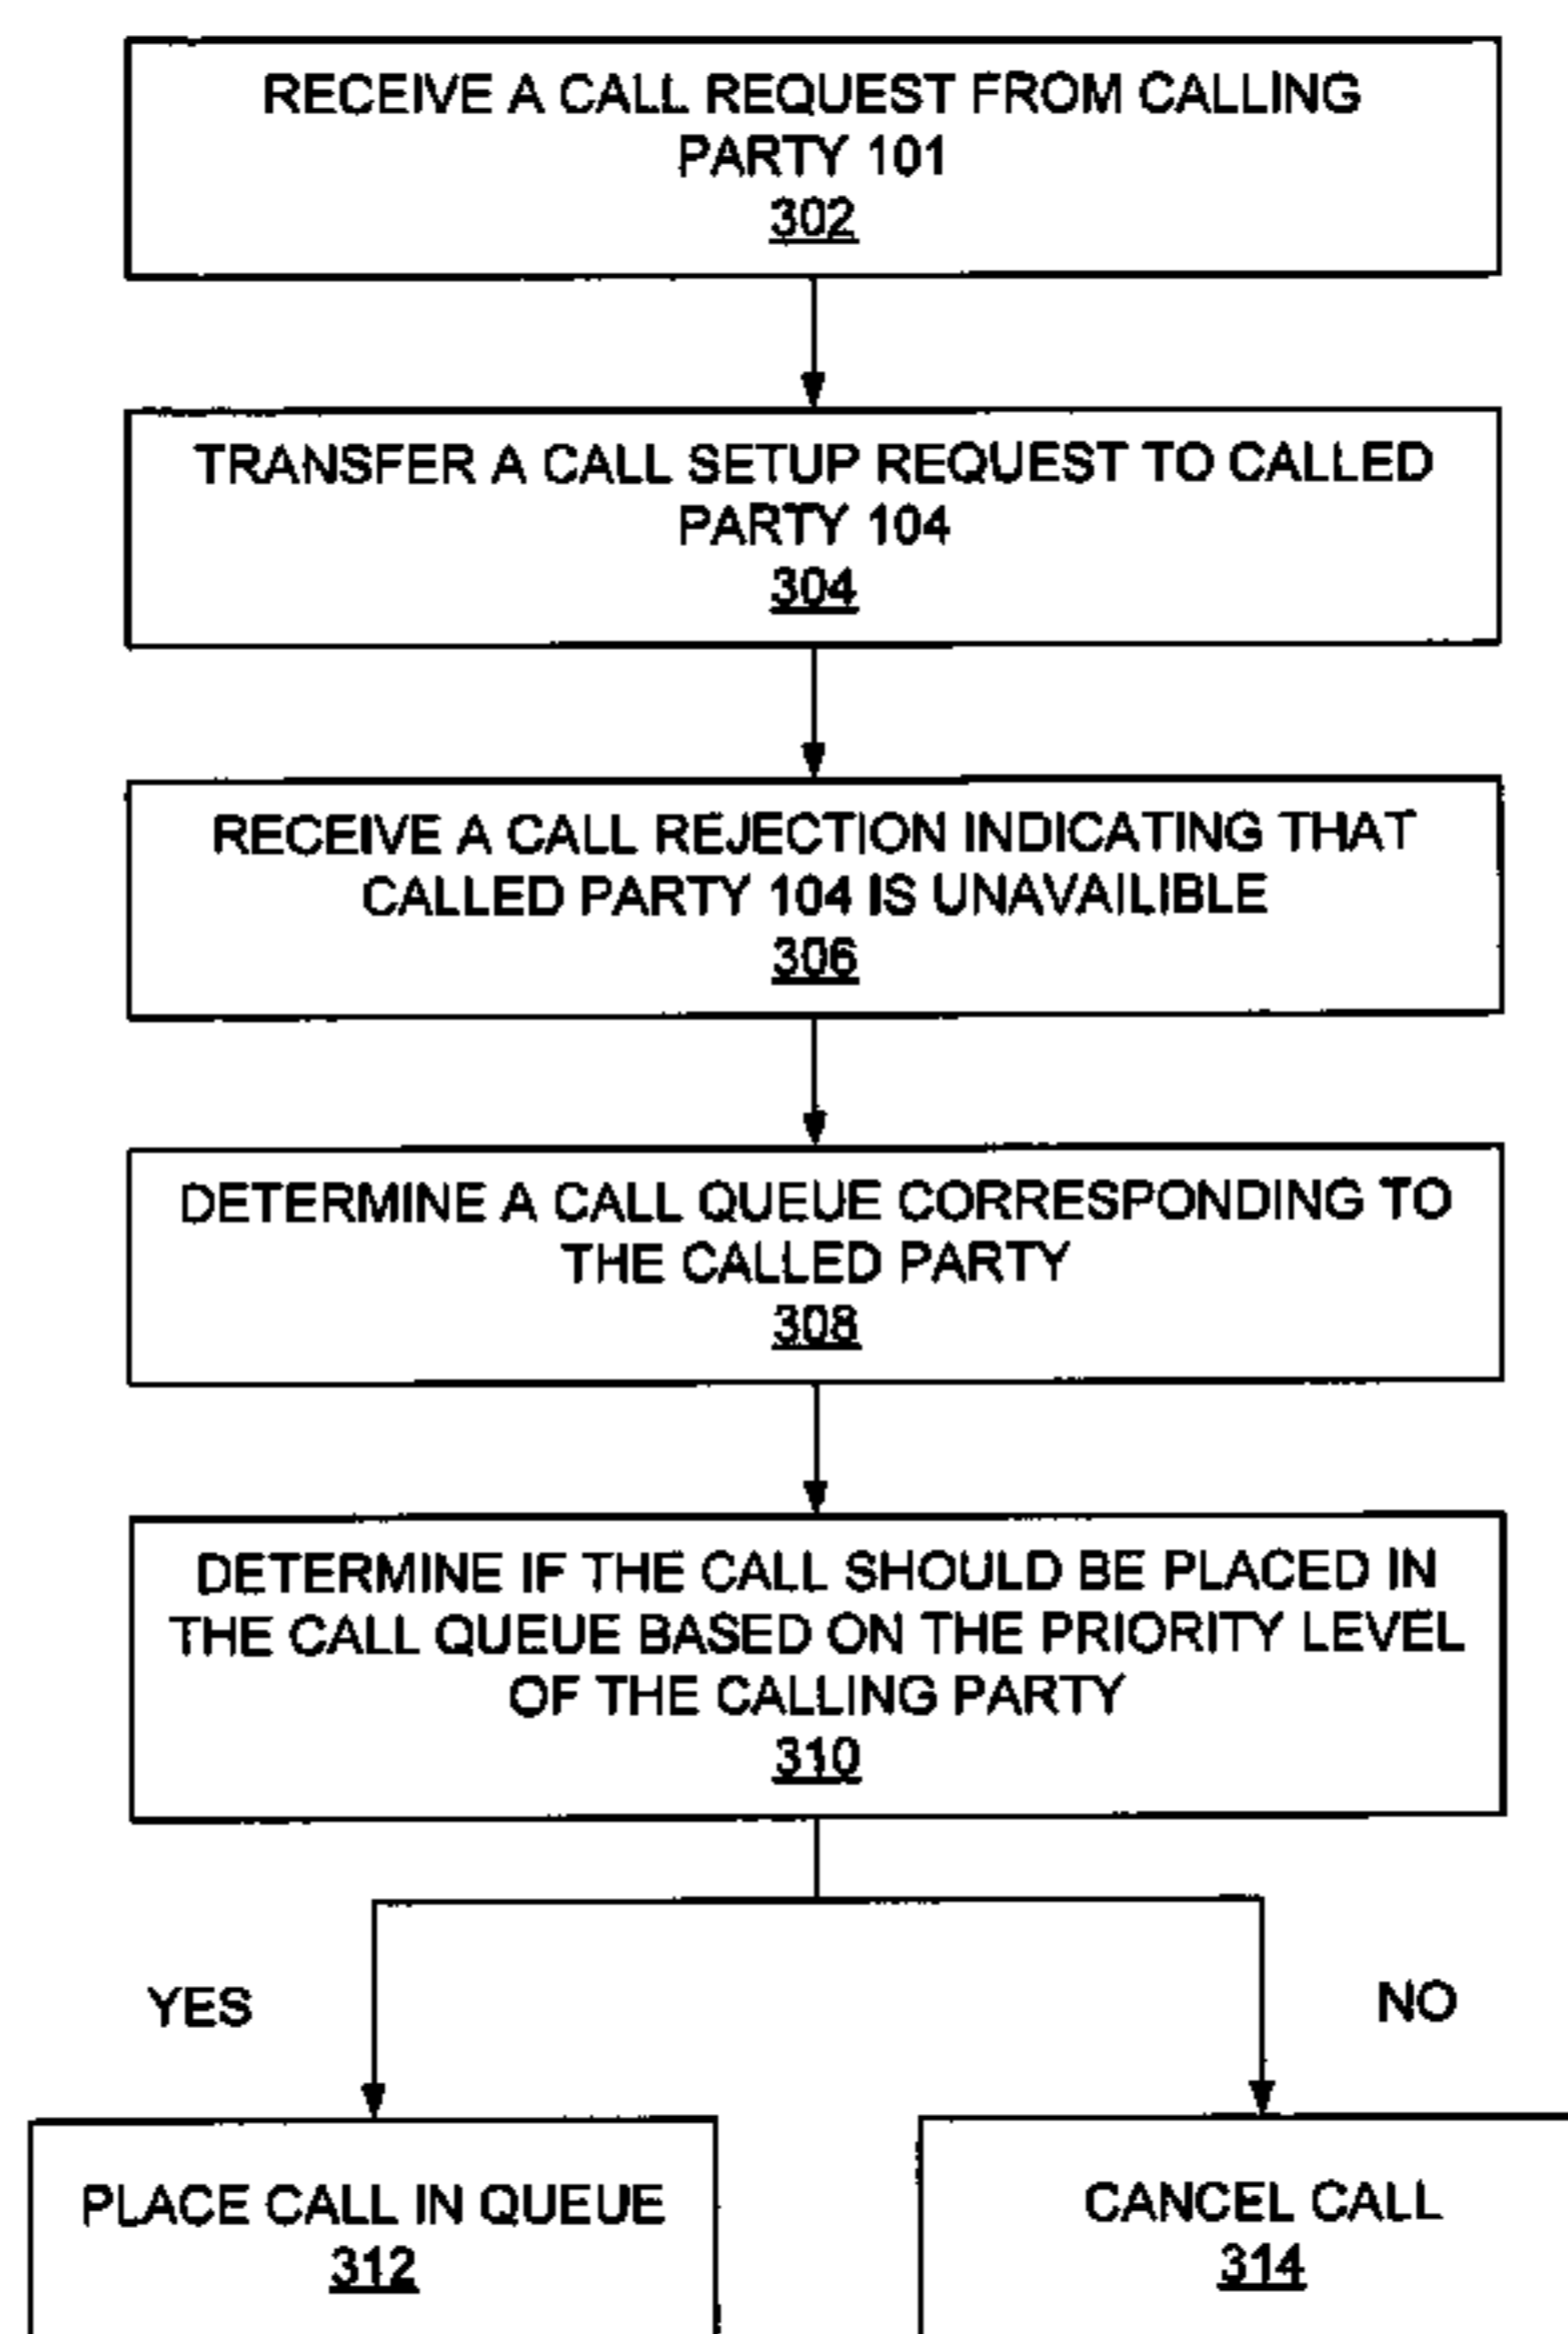 RECEIVE A CALL REQUEST FROM CALLING
PARTY 101
302
TRANSFER A CALL SETUP REQUEST TO CALLED
PARTY 104
304
RECEIVE A CALL REJECTION INDICATING THAT
CALLED PARTY 104 IS UNAVAILIBLE
306
DETERMINE A CALL QUEUE CORRESPONDING TO
THE CALLED PARTY
308
DETERMINE IF THE CALL SHOULD BE PLACED IN
THE CALL QUEUE BASED ON THE PRIORITY LEVEL
OF THE CALLING PARTY
310
YES
NO
PLACE CALL IN QUEUE
312
CANCEL CALL
314